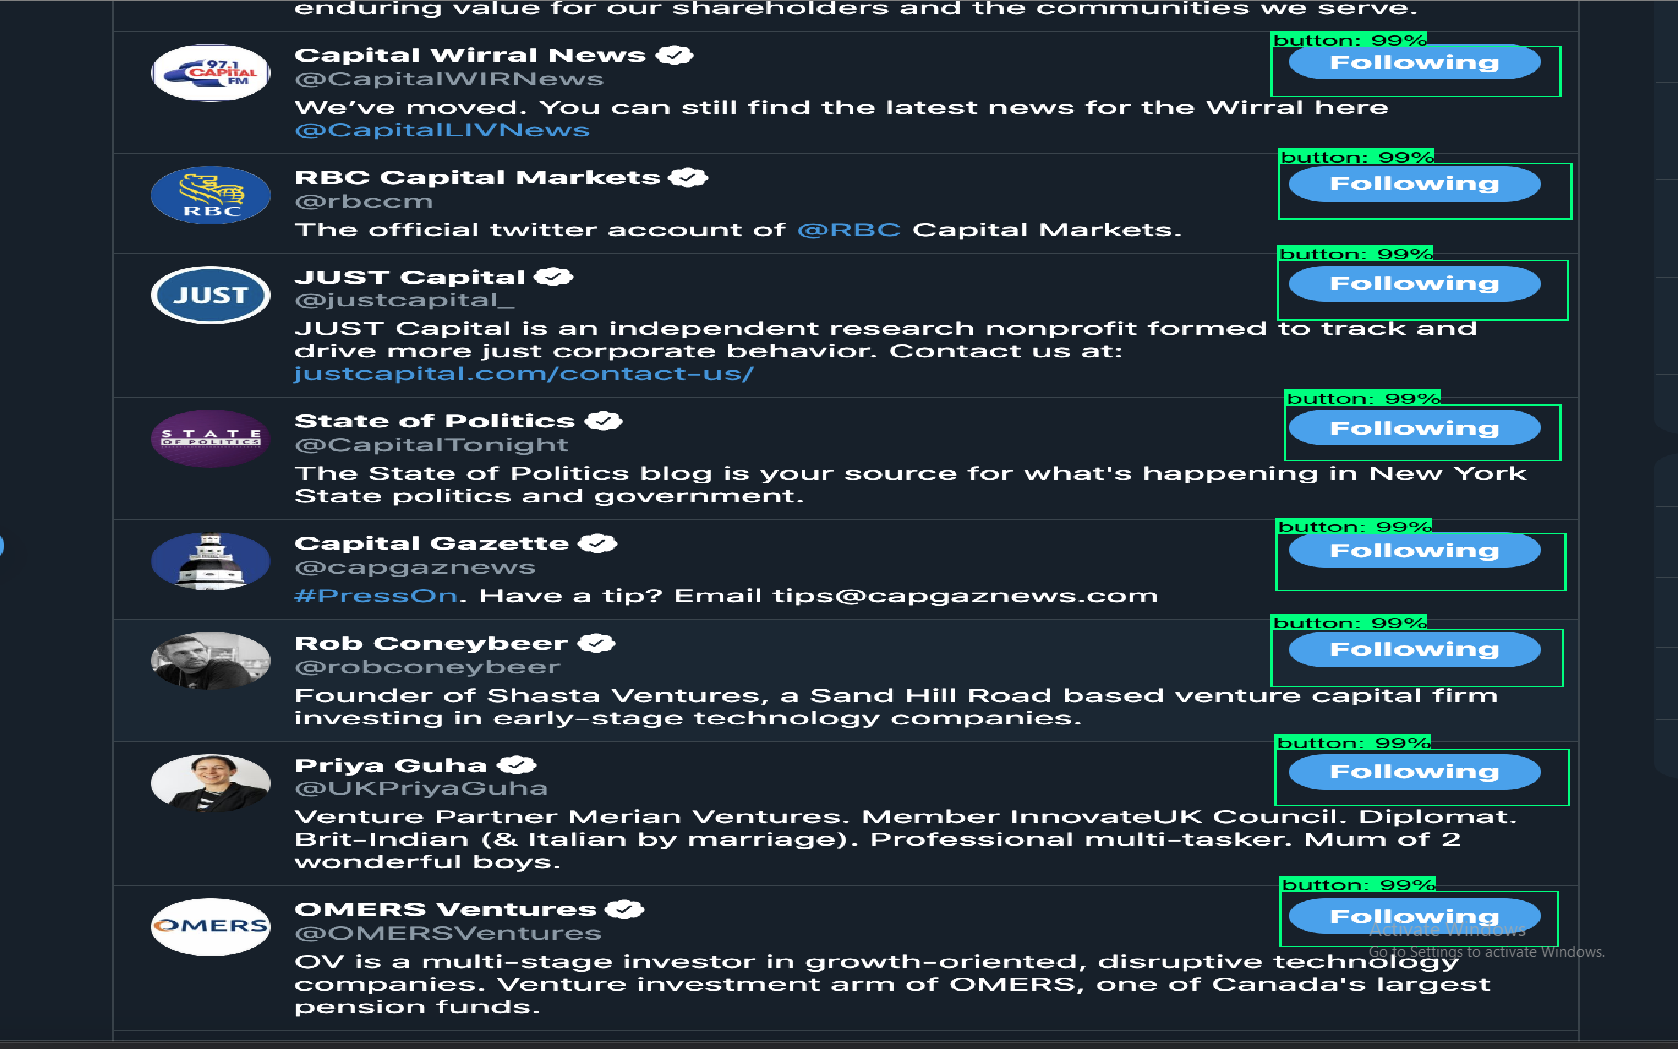 enduring value for our shareholders and the communities we serve.
97.1
CAPITAL
FM
Capital Wirral News
button: 99%
Following
@CapitalWIRNews
We’ve moved. You can still find the latest news for the Wirral here
@CapitalLIVNews
RBC
RBC Capital Markets
button: 99%
Following
@rbccm
The official twitter account of @RBC Capital Markets.
JUST
JUST Capital
button: 99%
Following
@justcapital_
JUST Capital is an independent research nonprofit formed to track and
drive more just corporate behavior. Contact us at:
justcapital.com/contact-us/
STATE
OF POLITICS
State of Politics
button: 99%
Following
@CapitalTonight
The State of Politics blog is your source for what's happening in New York
State politics and government.
Capital Gazette
button: 99%
Following
@capgaznews
#PressOn. Have a tip? Email tips@capgaznews.com
Rob Coneybeer
button: 99%
Following
@robconeybeer
Founder of Shasta Ventures, a Sand Hill Road based venture capital firm
investing in early-stage technology companies.
Priya Guha
button: 99%
Following
@UKPriyaGuha
Venture Partner Merian Ventures. Member InnovateUK Council. Diplomat.
Brit-Indian (& Italian by marriage). Professional multi-tasker. Mum of 2
wonderful boys.
OMERS
OMERS Ventures
button: 99%
Following
@OMERSVentures
Activate Windows
Go to Settings to activate Windows.
OV is a multi-stage investor in growth-oriented, disruptive technology
companies. Venture investment arm of OMERS, one of Canada's largest
pension funds.